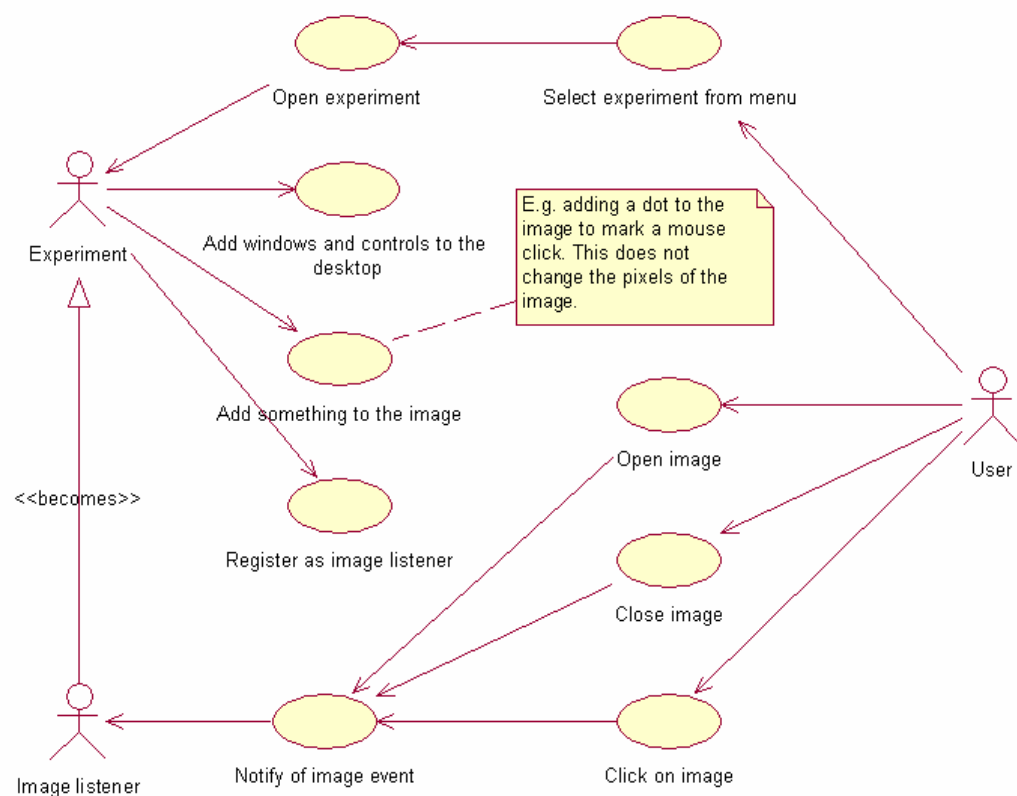 Open experiment
Select experiment from menu
E.g. adding a dot to the
image to mark a mouse
click. This does not
change the pixels of the
image.
Add windows and controls to the
desktop
Experiment
Add something to the image
Open image
User
<<becomes>>
Register as image listener
Close image
Notify of image event
Click on image
Image listener